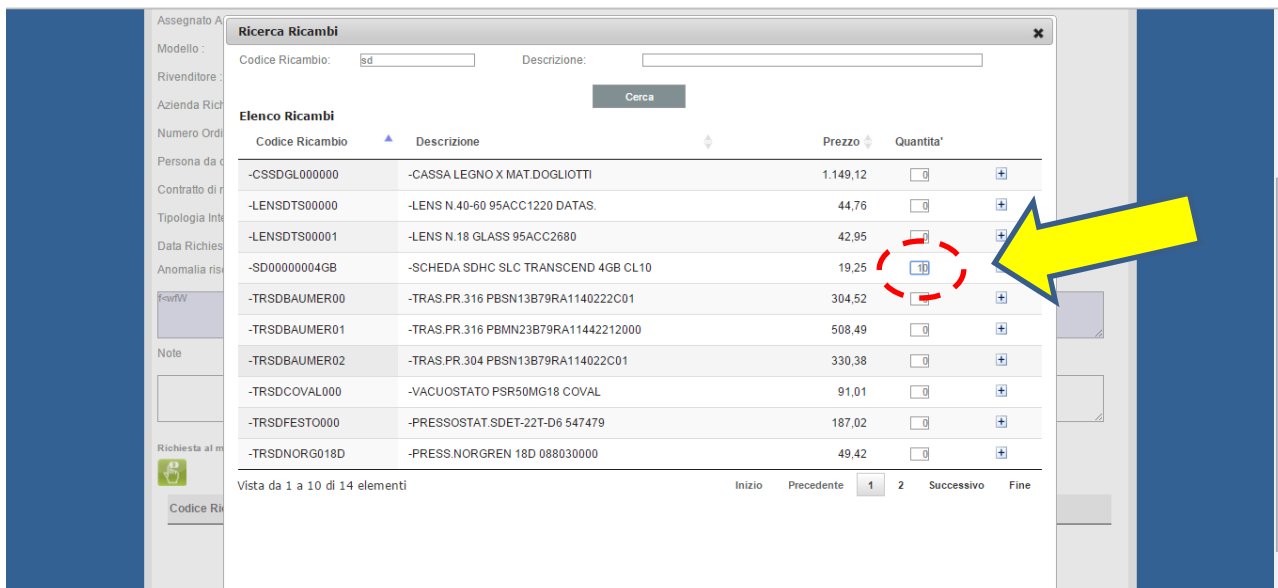 Assegnato A
Ricerca Ricambi
Modello :
Codice Ricambio: sd Descrizione:
Rivenditore :
Cerca
Azienda Rich
Elenco Ricambi
Numero Ordi
Codice Ricambio Descrizione Prezzo Quantita'
Persona da c
-CSSDGL000000 -CASSA LEGNO X MAT.DOGLIOTTI 1.149,12 0
Contratto di r
-LENSDTS00000 -LENS N.40-60 95ACC1220 DATAS. 44,76 0
Tipologia Inte
-LENSDTS00001 -LENS N.18 GLASS 95ACC2680 42,95 0
Data Richies
-SD00000004GB -SCHEDA SDHC SLC TRANSCEND 4GB CL10 19,25 10
Anomalia ris
f<wfW
-TRSDBAUMER00 -TRAS.PR.316 PBSN13B79RA1140222C01 304,52 0
-TRSDBAUMER01 -TRAS.PR.316 PBMN23B79RA11442212000 508,49 0
Note
-TRSDBAUMER02 -TRAS.PR.304 PBSN13B79RA114022C01 330,38 0
-TRSDCOVAL000 -VACUOSTATO PSR50MG18 COVAL 91,01 0
-TRSDFESTO000 -PRESSOSTAT.SDET-22T-D6 547479 187,02 0
Richiesta al m
-TRSDNORG018D -PRESS.NORGREN 18D 088030000 49,42 0
Vista da 1 a 10 di 14 elementi Inizio Precedente 1 2 Successivo Fine
Codice Ri